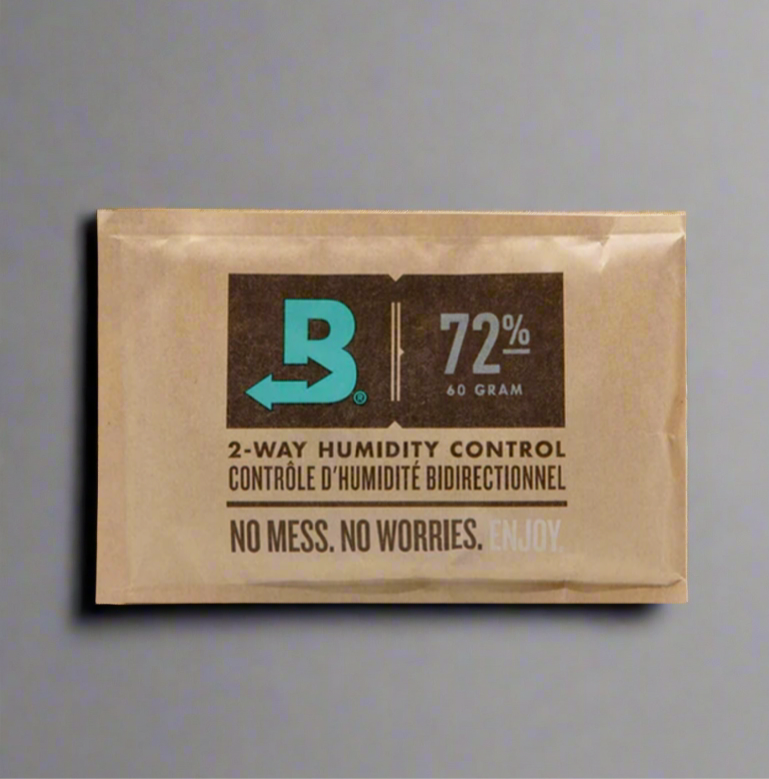 B®
72%
60 GRAM
2-WAY HUMIDITY CONTROL
CONTRÔLE D'HUMIDITÉ BIDIRECTIONNEL
NO MESS. NO WORRIES. ENJOY.